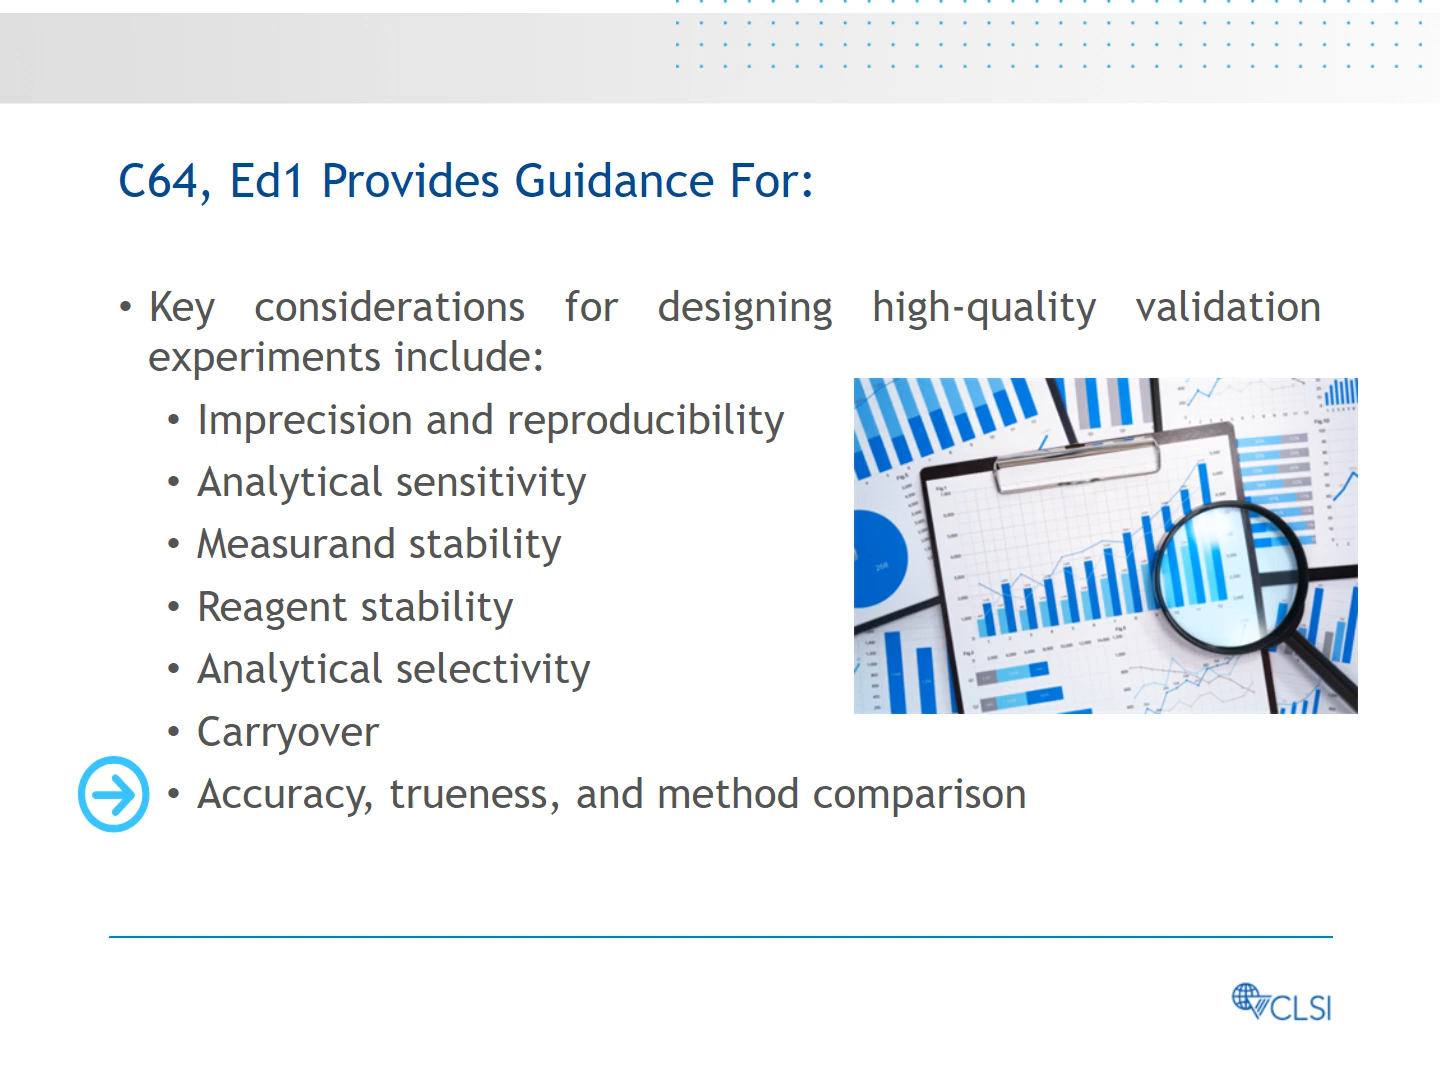 C64, Ed1 Provides Guidance For:
• Key considerations for designing high-quality validation
experiments include:
• Imprecision and reproducibility
• Analytical sensitivity
• Measurand stability
• Reagent stability
• Analytical selectivity
• Carryover
• Accuracy, trueness, and method comparison
CLSI